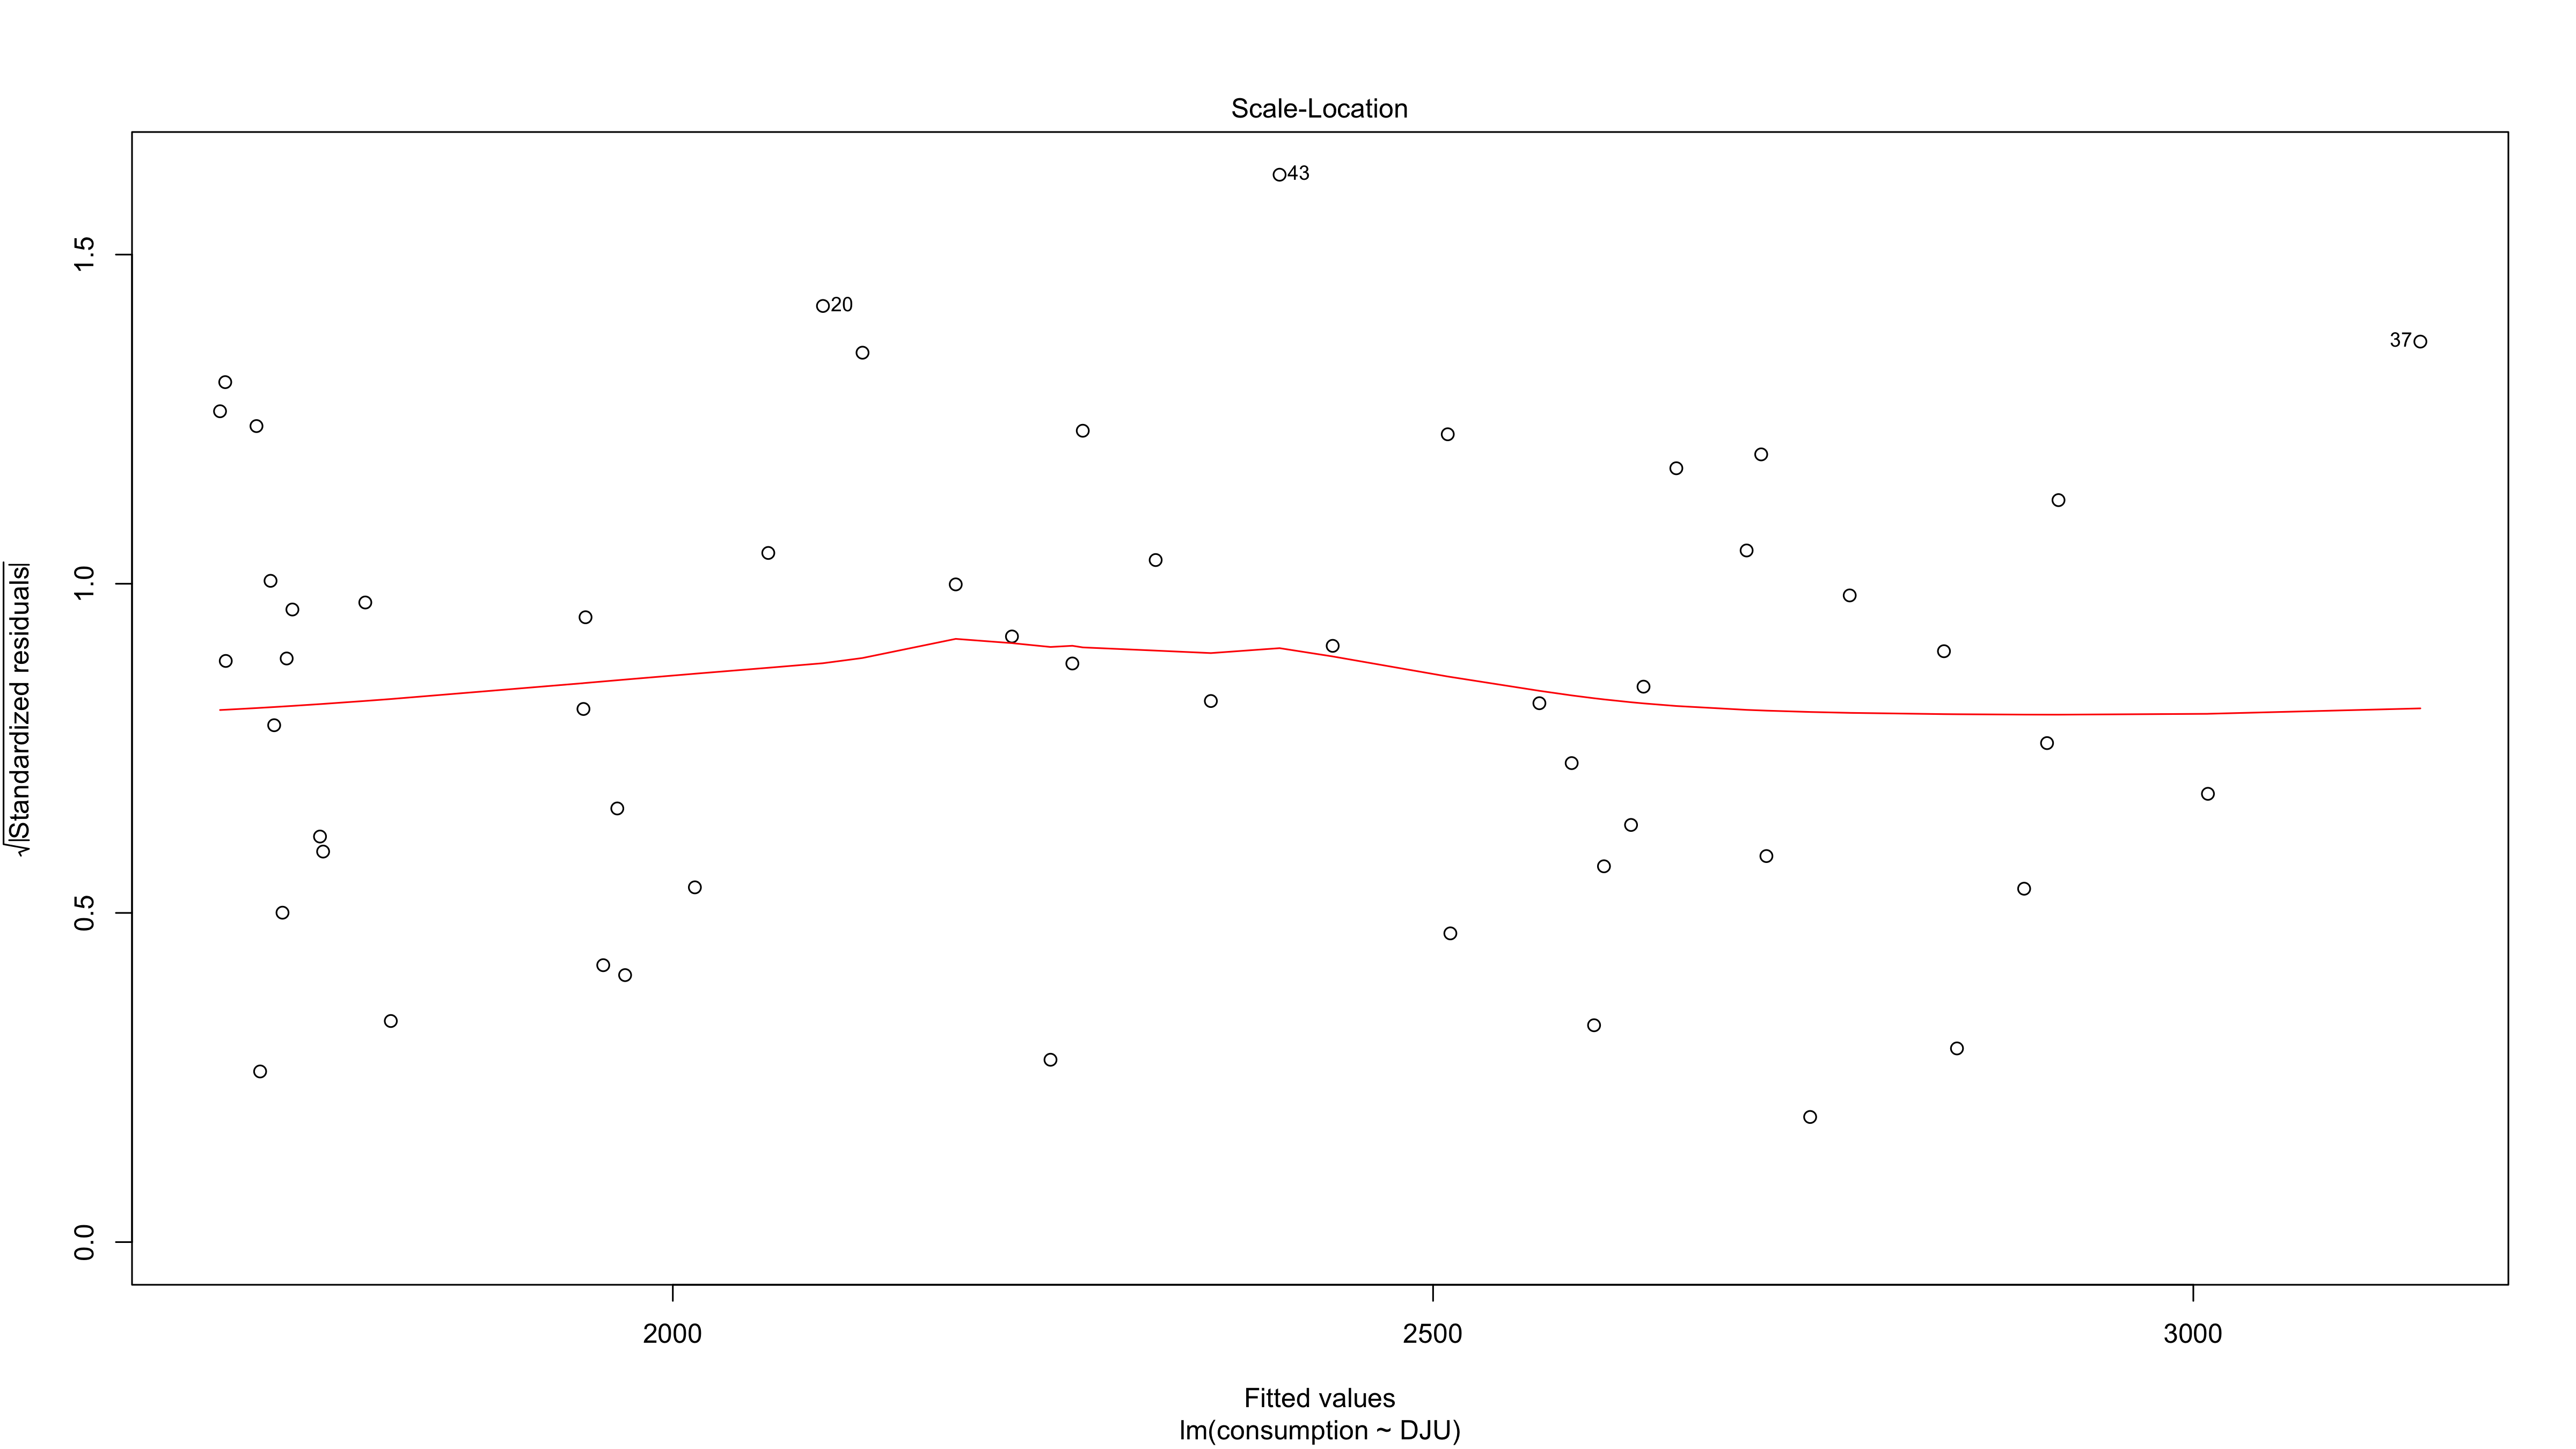 Scale-Location
√|Standardized residuals|
1.5
1.0
0.5
0.0
43
20
37
2000
2500
3000
Fitted values
lm(consumption ~ DJU)